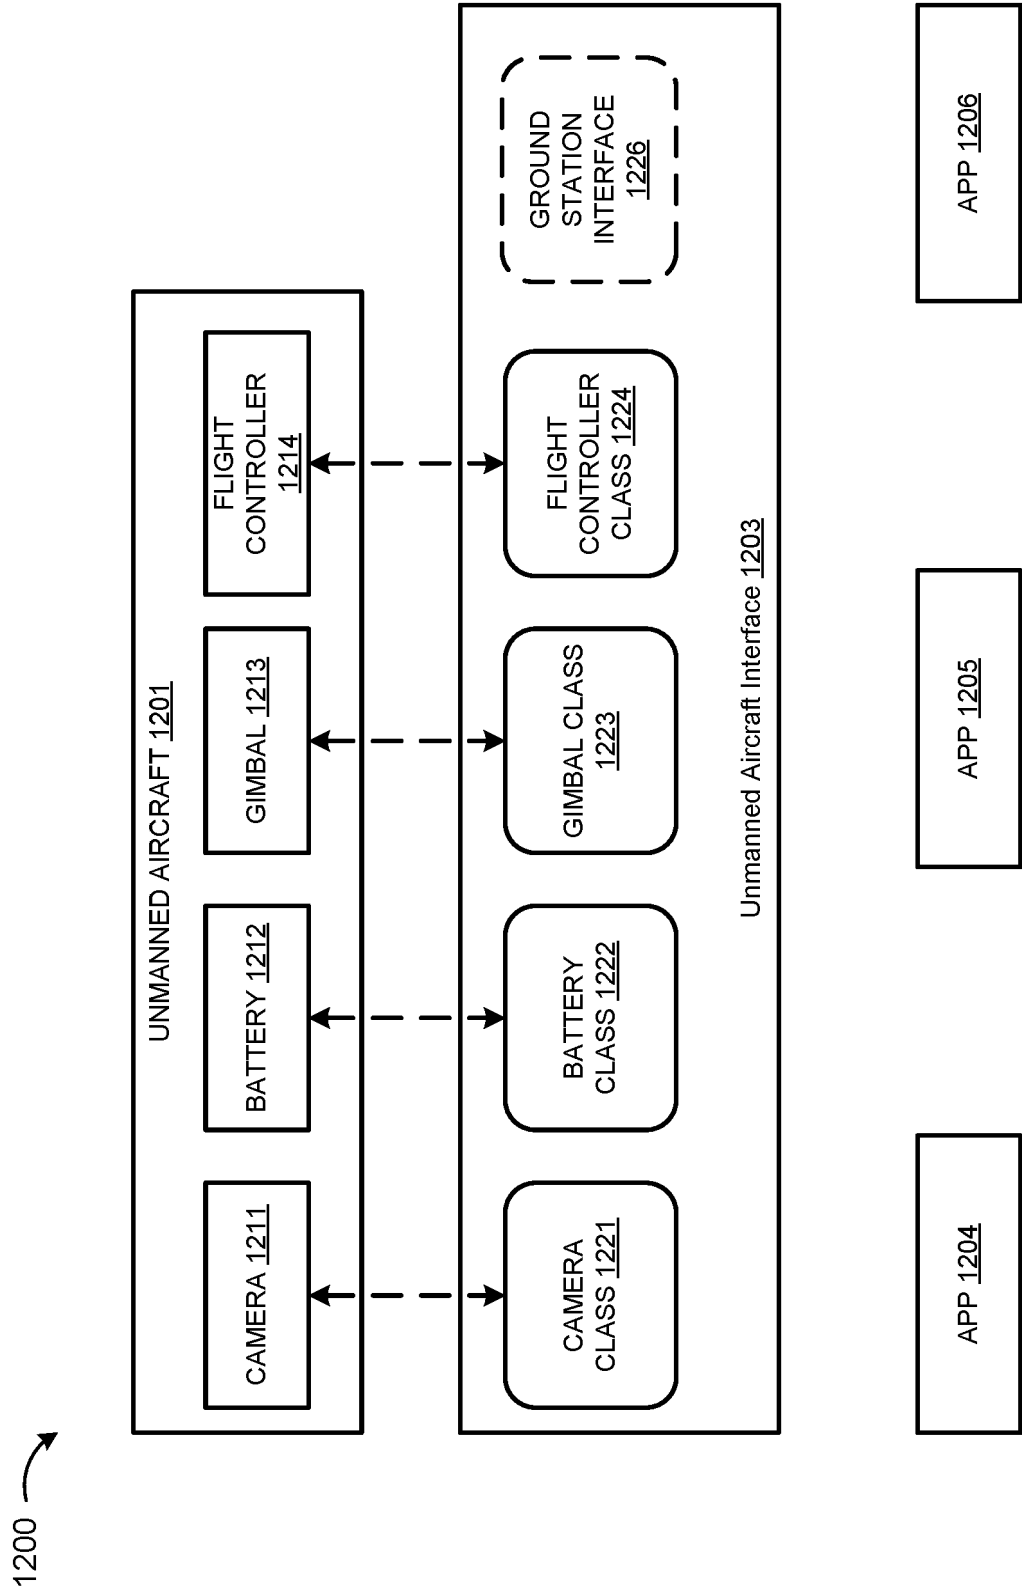 1200
UNMANNED AIRCRAFT 1201
CAMERA 1211
BATTERY 1212
GIMBAL 1213
FLIGHT
CONTROLLER
1214
CAMERA
CLASS 1221
BATTERY
CLASS 1222
GIMBAL CLASS
1223
FLIGHT
CONTROLLER
CLASS 1224
GROUND
STATION
INTERFACE
1226
Unmanned Aircraft Interface 1203
APP 1204
APP 1205
APP 1206